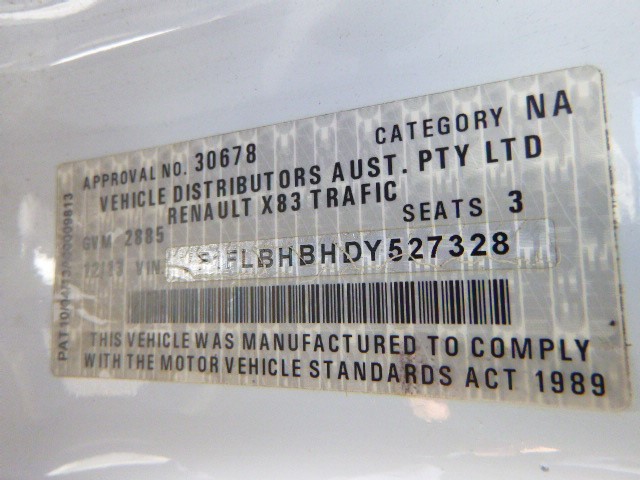 APPROVAL NO. 30678 CATEGORY NA
VEHICLE DISTRIBUTORS AUST. PTY LTD
RENAULT X83 TRAFIC
GVM 2885 SEATS 3
VIN
THIS VEHICLE WAS MANUFACTURED TO COMPLY
WITH THE MOTOR VEHICLE STANDARDS ACT 1989